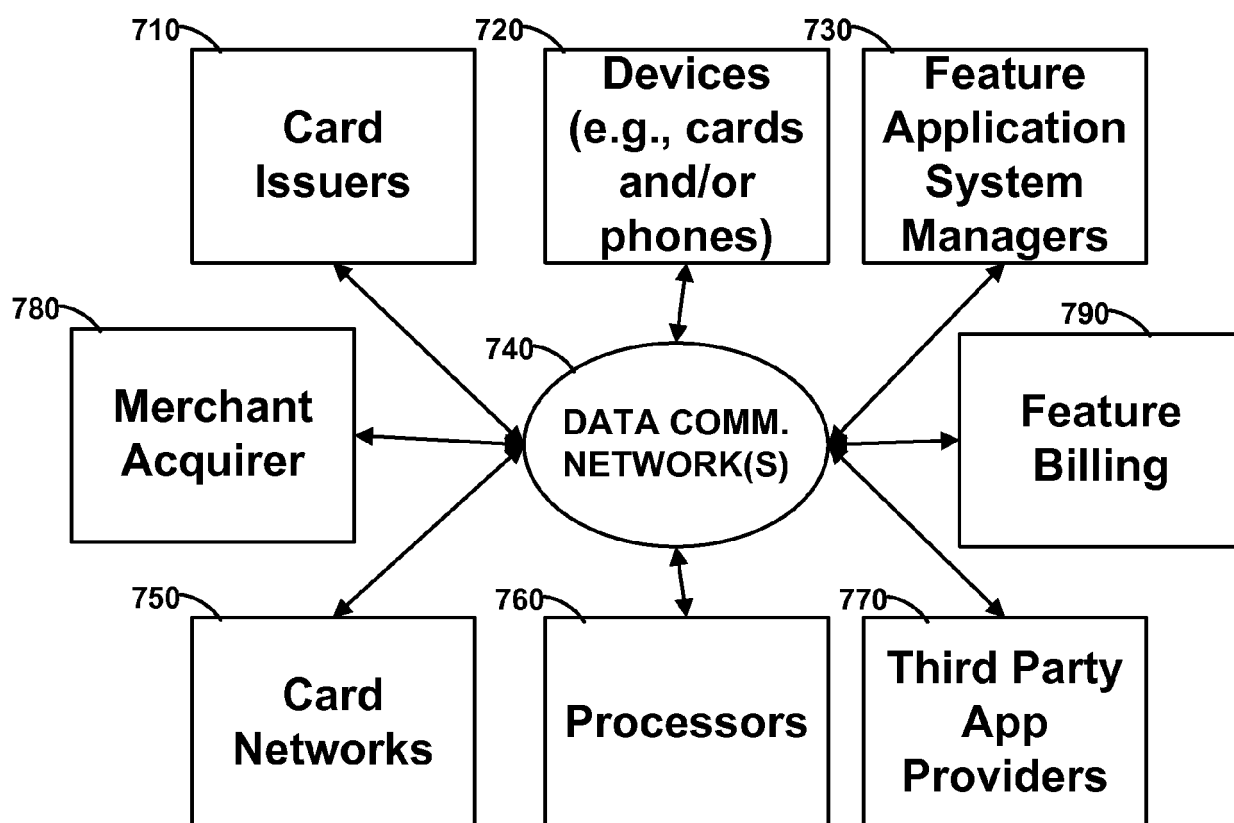 710
Card
Issuers
720
Devices
(e.g., cards
and/or
phones)
730
Feature
Application
System
Managers
780
Merchant
Acquirer
740
DATA COMM.
NETWORK(S)
790
Feature
Billing
750
Card
Networks
760
Processors
770
Third Party
App
Providers